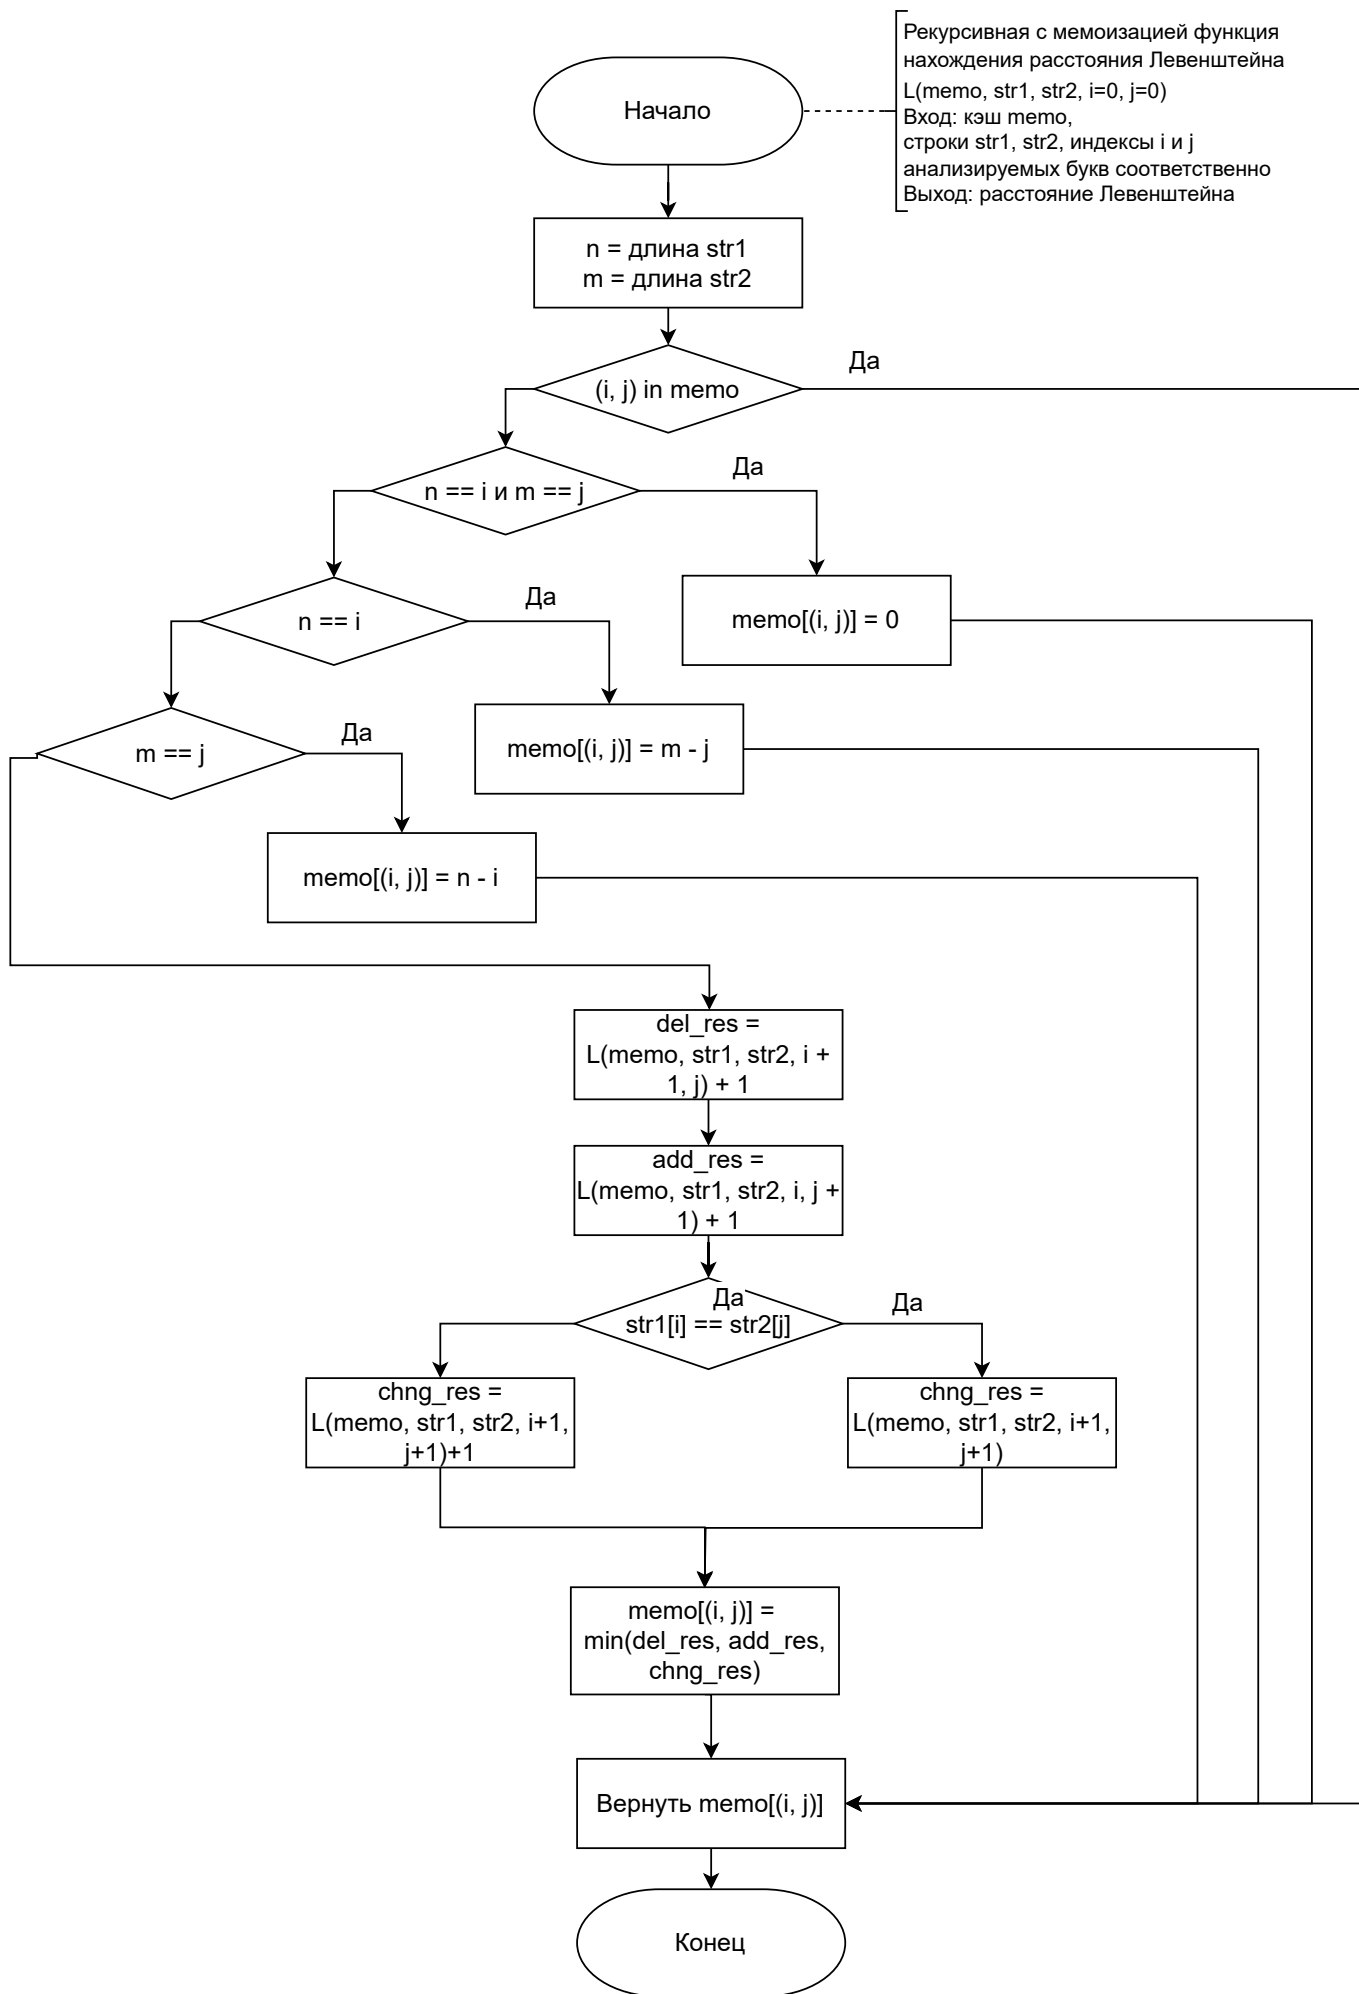 Рекурсивная с мемоизацией функция
нахождения расстояния Левенштейна
L(memo, str1, str2, i=0, j=0)
Вход: кэш memo,
строки str1, str2, индексы i и j
анализируемых букв соответственно
Выход: расстояние Левенштейна
Начало
n = длина str1
m = длина str2
(i, j) in memo
Да
n == i и m == j
Да
memo[(i, j)] = 0
n == i
Да
memo[(i, j)] = m - j
m == j
Да
memo[(i, j)] = n - i
del_res =
L(memo, str1, str2, i +
1, j) + 1
add_res =
L(memo, str1, str2, i, j +
1) + 1
Да
str1[i] == str2[j]
Да
chng_res =
L(memo, str1, str2, i+1,
j+1)+1
chng_res =
L(memo, str1, str2, i+1,
j+1)
memo[(i, j)] =
min(del_res, add_res,
chng_res)
Вернуть memo[(i, j)]
Конец